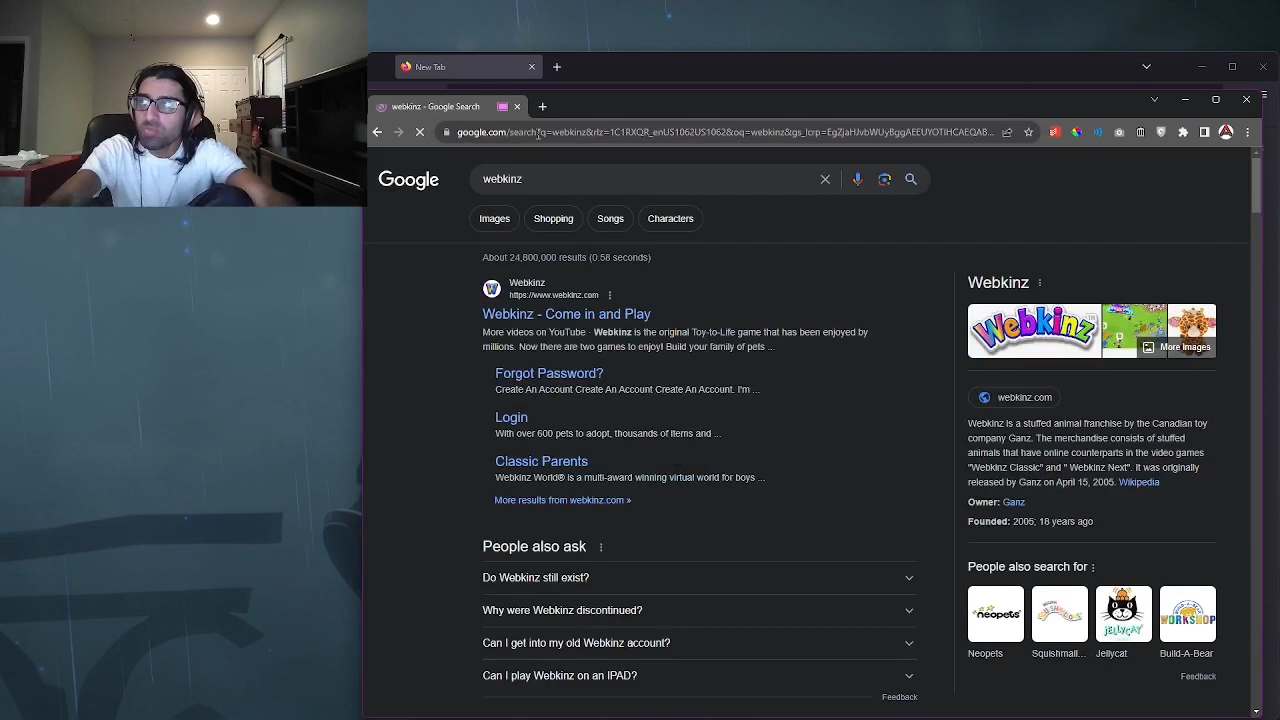 New Tab
webkinz - Google Search
google.com/search?q=webkinz&rlz=1C1RXQR_enUS1062US1062&oq=webkinz&gs_lcrp=EgZjaHJvbWUyBggAEEUYOTIHCAEQAB...
Google
webkinz
Images
Shopping
Songs
Characters
About 24,800,000 results (0.58 seconds)
Webkinz
https://www.webkinz.com
Webkinz - Come in and Play
More videos on YouTube · Webkinz is the original Toy-to-Life game that has been enjoyed by
millions. Now there are two games to enjoy! Build your family of pets ...
Forgot Password?
Create An Account Create An Account Create An Account. I'm ...
Login
With over 600 pets to adopt, thousands of Items and ...
Classic Parents
Webkinz World® is a multi-award winning virtual world for boys ...
More results from webkinz.com »
People also ask
Do Webkinz still exist?
Why were Webkinz discontinued?
Can I get into my old Webkinz account?
Can I play Webkinz on an IPAD?
Feedback
Webkinz
Webkinz
More Images
webkinz.com
Webkinz is a stuffed animal franchise by the Canadian toy
company Ganz. The merchandise consists of stuffed
animals that have online counterparts in the video games
"Webkinz Classic" and " Webkinz Next". It was originally
released by Ganz on April 15, 2005. Wikipedia
Owner: Ganz
Founded: 2005; 18 years ago
People also search for
neopets
JELLYCAT
WORKSHOP
Neopets
Squishmall...
Jellycat
Build-A-Bear
Feedback